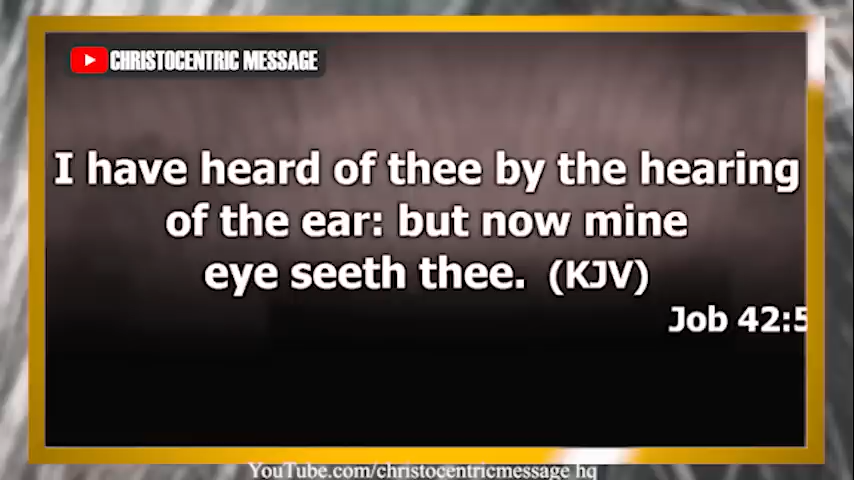 CHRISTOCENTRIC MESSAGE
I have heard of thee by the hearing
of the ear: but now mine
eye seeth thee. (KJV)
Job 42:5
YouTube.com/christocentricmessage hq